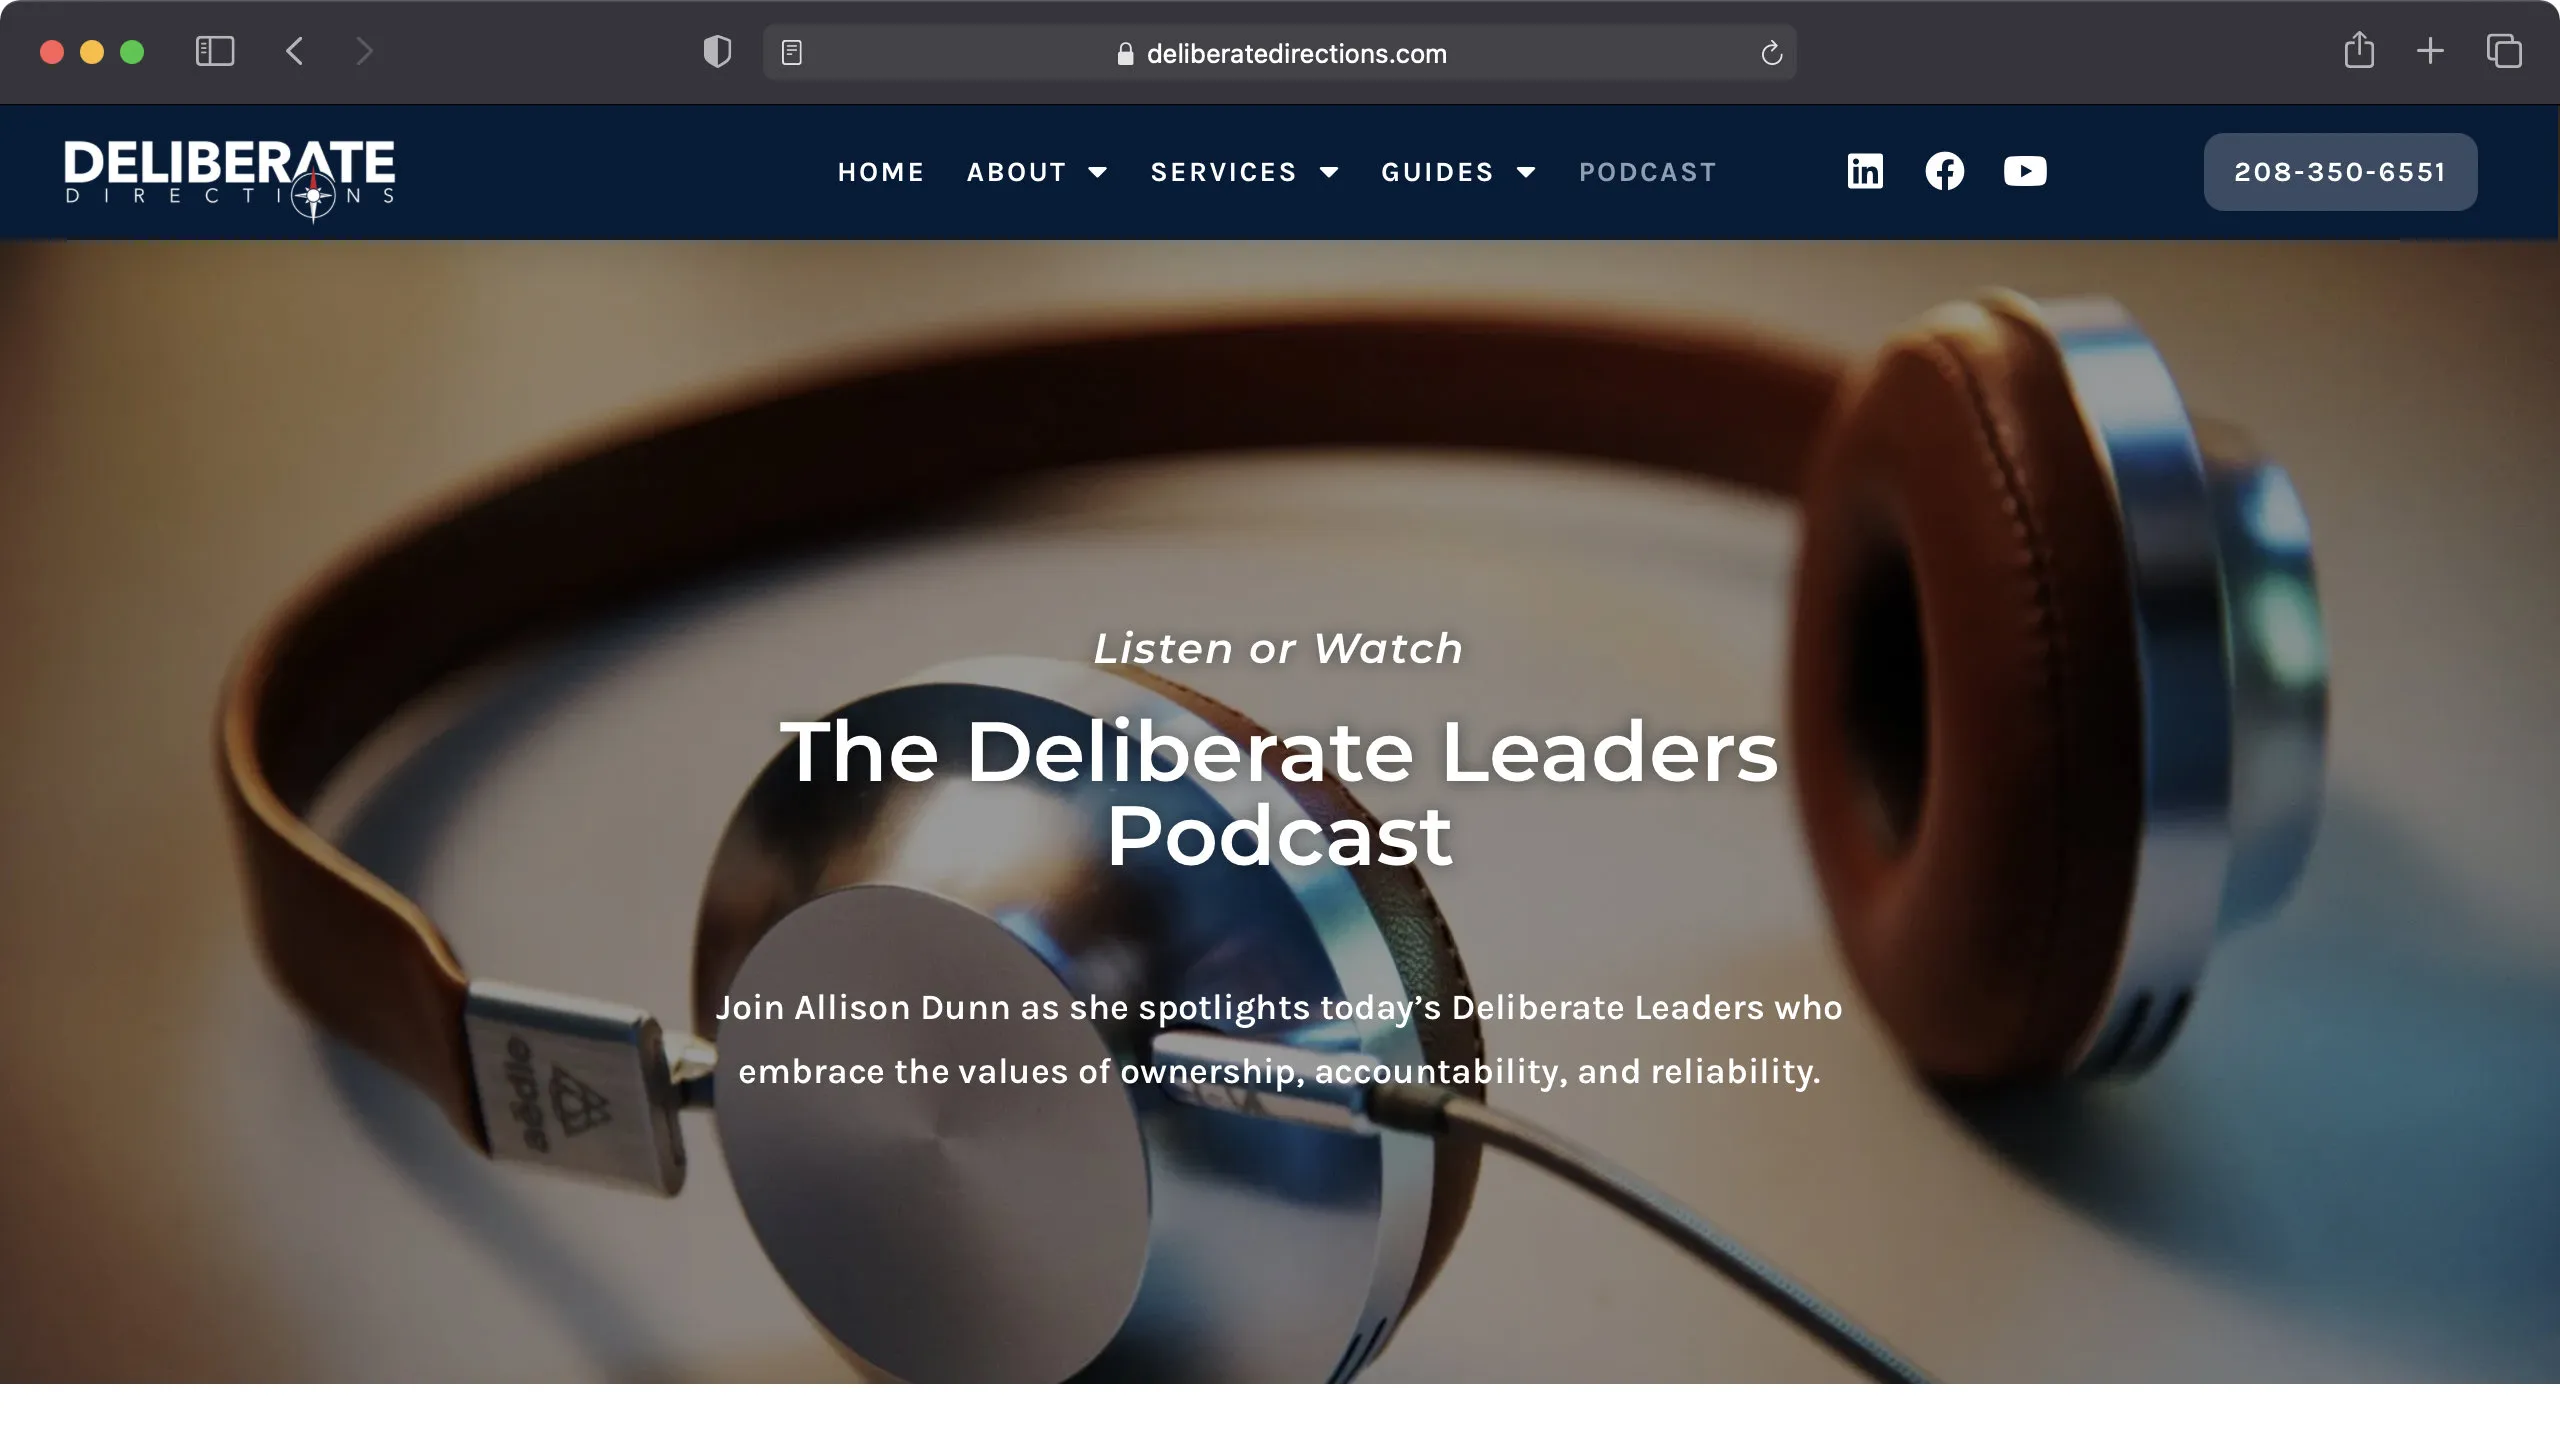 deliberatedirections.com
DELIBERATE
DIRECTIONS
HOME ABOUT SERVICES GUIDES PODCAST
208-350-6551
Listen or Watch
The Deliberate Leaders
Podcast
Join Allison Dunn as she spotlights today’s Deliberate Leaders who
embrace the values of ownership, accountability, and reliability.
aëdle